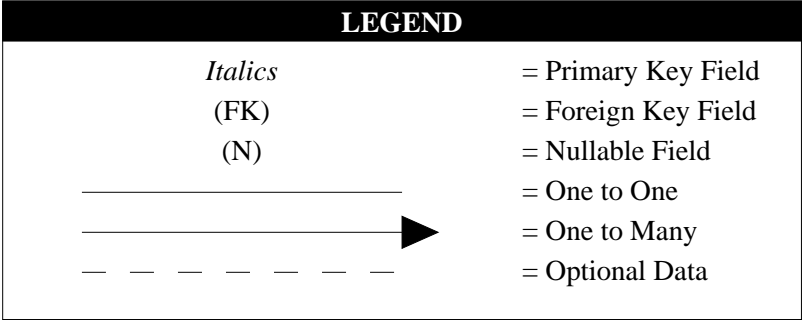 LEGEND
Italics = Primary Key Field
(FK) = Foreign Key Field
(N) = Nullable Field
= One to One
= One to Many
= Optional Data